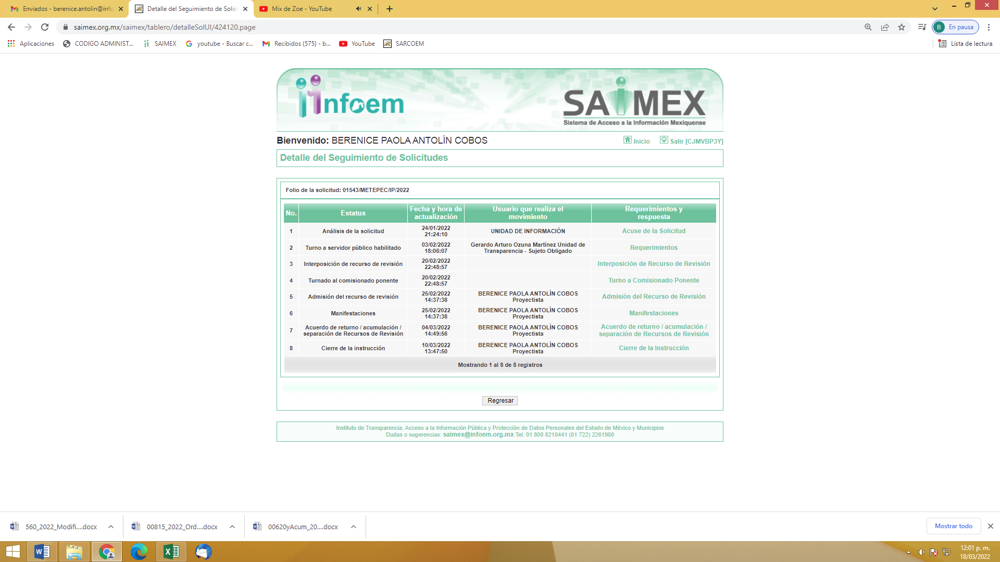 Enviados - berenice.antolin@info
Detalle del Seguimiento de Solic
Mix de Zoe - YouTube
saimex.org.mx/saimex/tablero/detalleSolUI/424120.page
B En pausa
Aplicaciones CODIGO ADMINIST... SAIMEX youtube - Buscar c... Recibidos (575) - b... YouTube SARCOEM Lista de lectura
infoem
SAIMEX
Sistema de Acceso a la Información Mexiquense
Bienvenido: BERENICE PAOLA ANTOLÍN COBOS Inicio Salir [CJMVBP3Y]
Detalle del Seguimiento de Solicitudes
Folio de la solicitud: 01543/METEPEC/IP/2022
No. Estatus Fecha y hora de actualización Usuario que realiza el movimiento Requerimientos y respuesta
1 Análisis de la solicitud 24/01/2022 21:24:10 UNIDAD DE INFORMACIÓN Acuse de la Solicitud
2 Turno a servidor público habilitado 03/02/2022 18:06:07 Gerardo Arturo Ozuna Martínez Unidad de Transparencia - Sujeto Obligado Requerimientos
3 Interposición de recurso de revisión 20/02/2022 22:48:57 Interposición de Recurso de Revisión
4 Turnado al comisionado ponente 20/02/2022 22:48:57 Turno a Comisionado Ponente
5 Admisión del recurso de revisión 25/02/2022 14:37:38 BERENICE PAOLA ANTOLÍN COBOS Proyectista Admisión del Recurso de Revisión
6 Manifestaciones 25/02/2022 14:37:38 BERENICE PAOLA ANTOLÍN COBOS Proyectista Manifestaciones
7 Acuerdo de returno / acumulación / separación de Recursos de Revisión 04/03/2022 14:49:56 BERENICE PAOLA ANTOLÍN COBOS Proyectista Acuerdo de returno / acumulación / separación de Recursos de Revisión
8 Cierre de la instrucción 10/03/2022 13:47:50 BERENICE PAOLA ANTOLÍN COBOS Proyectista Cierre de la Instrucción
Mostrando 1 al 8 de 8 registros
Regresar
Instituto de Transparencia, Acceso a la Información Pública y Protección de Datos Personales del Estado de México y Municipios
Dudas o sugerencias: saimex@infoem.org.mx Tel. 01 800 8210441 (01 722) 2261980
560_2022_Modifi....docx 00815_2022_Ord....docx 00620yAcum_20....docx Mostrar todo
12:01 p. m.
18/03/2022